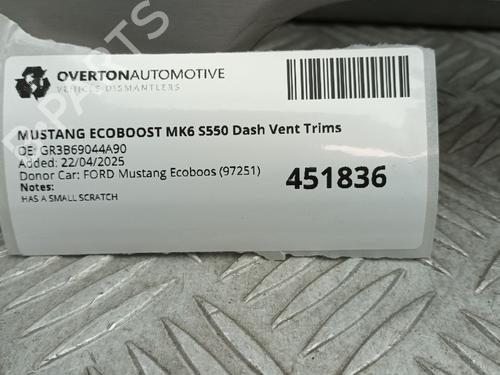 OVERTONAUTOMOTIVE
VEHICLES DISMANTLERS
MUSTANG ECOBOOST MK6 S550 Dash Vent Trims
OE: GR3B69044A90
Added: 22/04/2025
Donor Car: FORD Mustang Ecoboos (97251)
451836
Notes:
HAS A SMALL SCRATCH